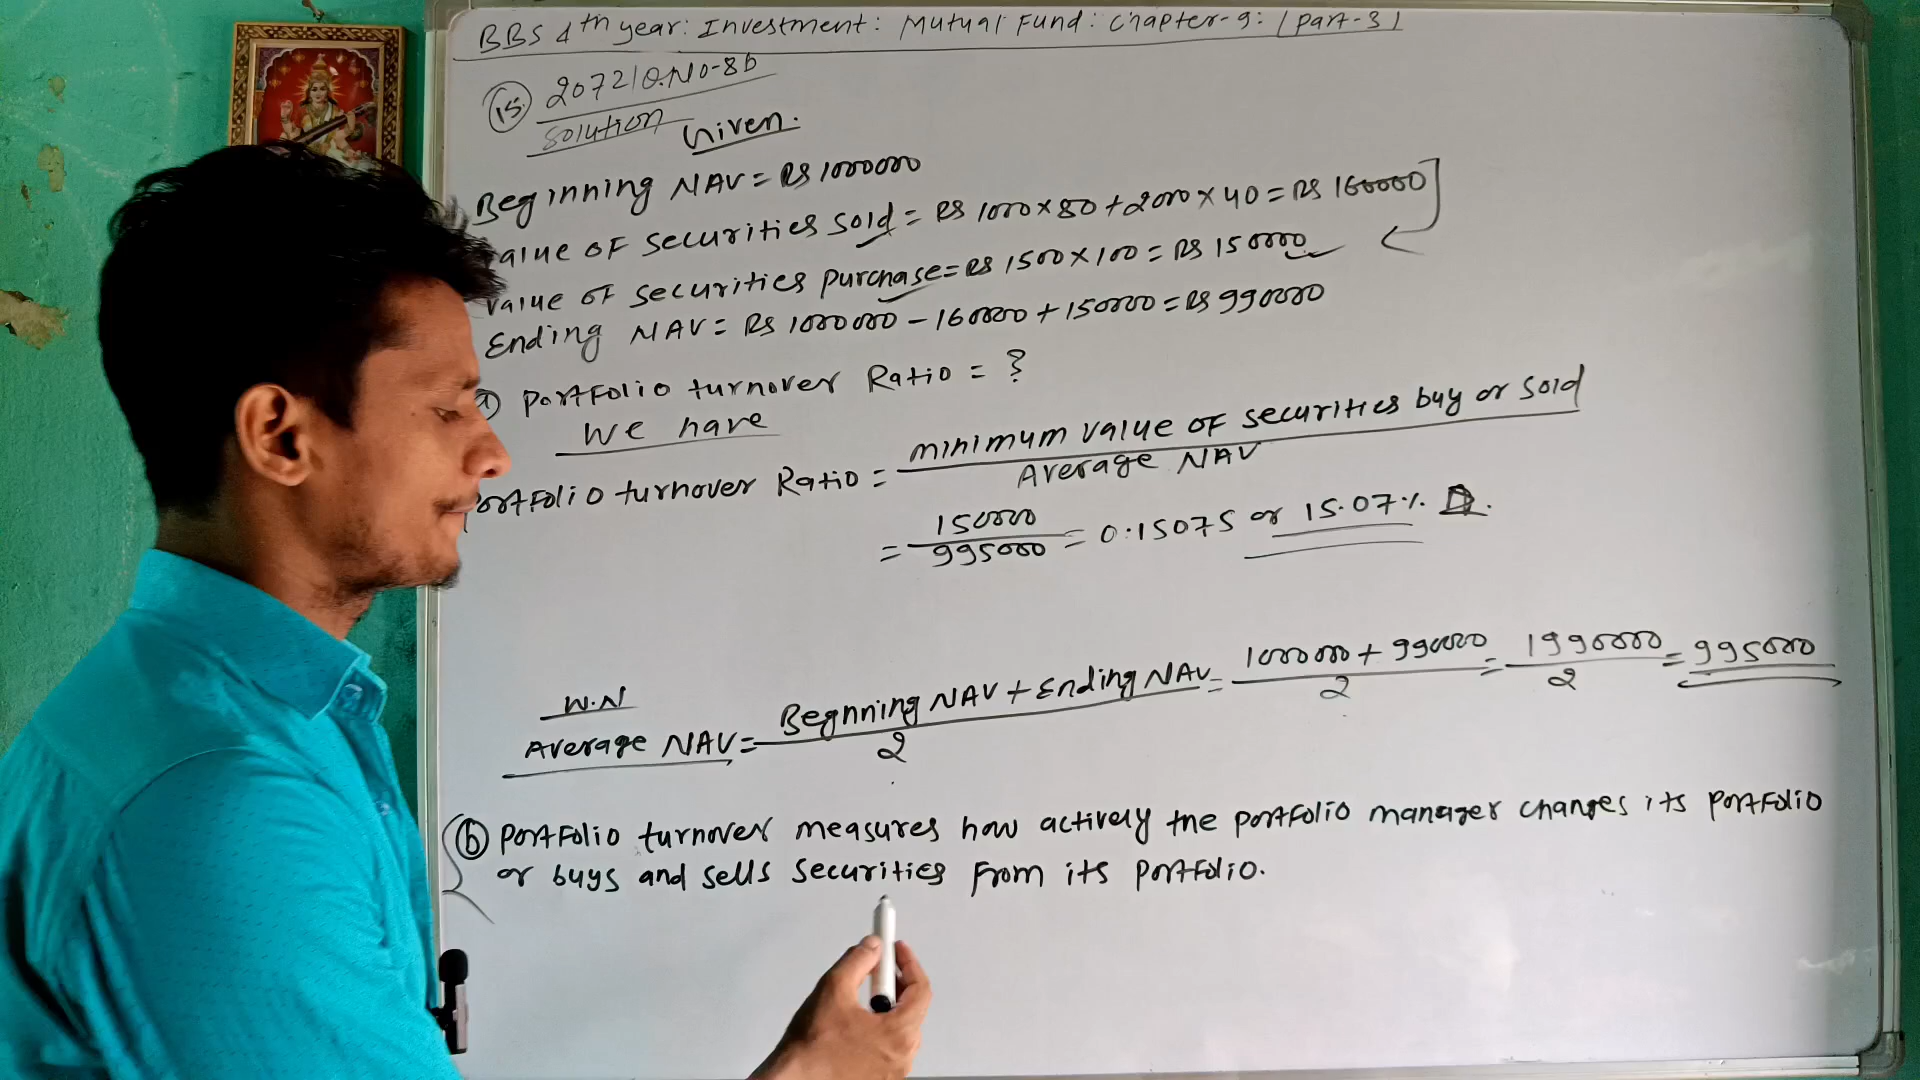 BBS 4th year: Investment: Mutual Fund: Chapter-9: (Part-3)
15. 2072/Q.NO-8b
Solution Given.
Beginning NAV = RS 1000000
Value OF Securities Sold = RS 1000×80+2000×40 = RS 160000
Value OF Securities Purchase = RS 1500×100 = RS 150000
Ending NAV = RS 1000000 - 160000 + 150000 = RS 990000
a) Portfolio turnover Ratio = ?
We have
Portfolio turnover Ratio = minimum value OF Securities buy or Sold
Average NAV
= 150000 / 995000 = 0.15075 or 15.07%.
W.N
Average NAV = Begnning NAV + Ending NAV / 2 = 1000000 + 990000 / 2 = 1990000 / 2 = 995000
b) Portfolio turnover measures how actively the portfolio manager changes its portfolio
or buys and sells securities from its portfolio.